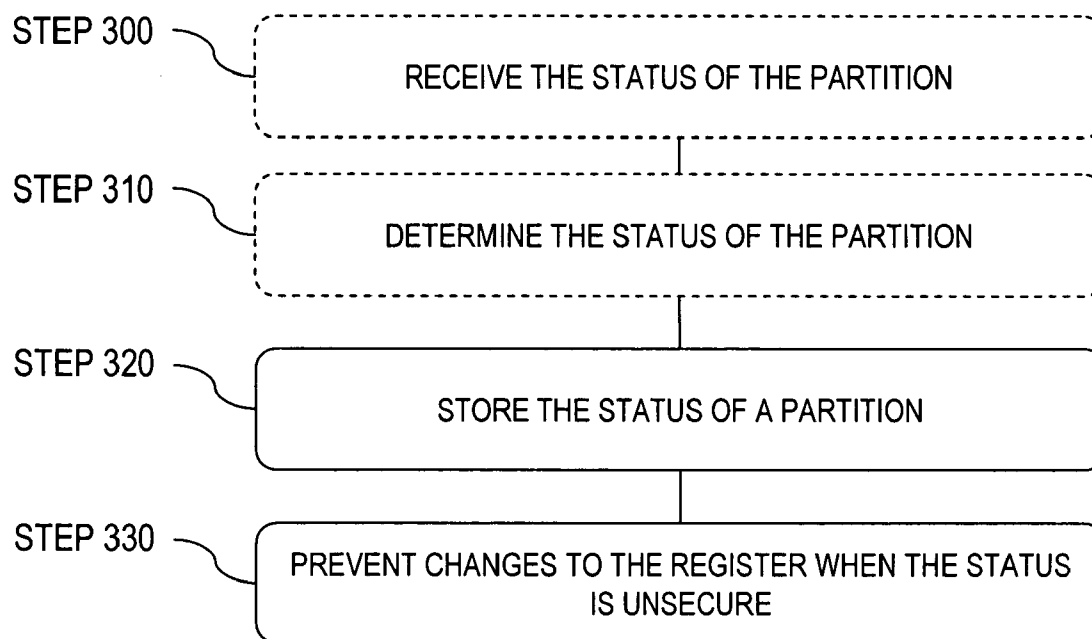 STEP 300
RECEIVE THE STATUS OF THE PARTITION
STEP 310
DETERMINE THE STATUS OF THE PARTITION
STEP 320
STORE THE STATUS OF A PARTITION
STEP 330
PREVENT CHANGES TO THE REGISTER WHEN THE STATUS
IS UNSECURE